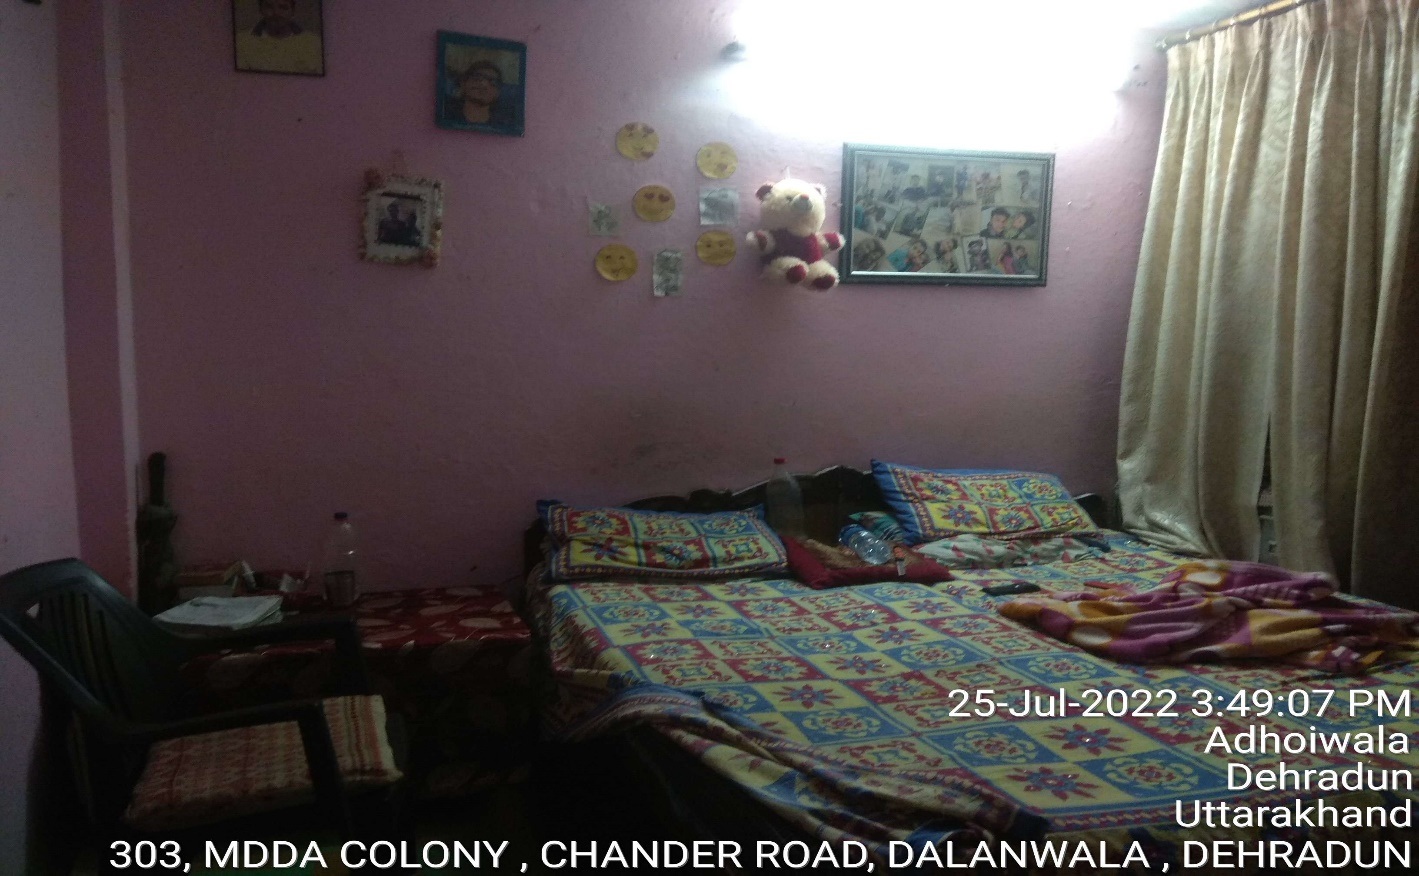 25-Jul-2022 3:49:07 PM
Adhoiwala
Dehradun
Uttarakhand
303, MDDA COLONY , CHANDER ROAD, DALANWALA , DEHRADUN